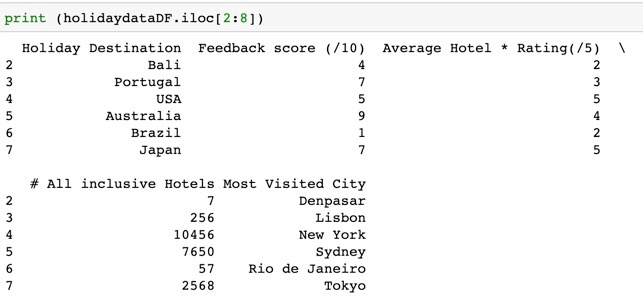 print (holidaydataDF.iloc[2:8])
Holiday Destination Feedback score (/10) Average Hotel * Rating(/5) \
2 Bali 4 2
3 Portugal 7 3
4 USA 5 5
5 Australia 9 4
6 Brazil 1 2
7 Japan 7 5
# All inclusive Hotels Most Visited City
2 7 Denpasar
3 256 Lisbon
4 10456 New York
5 7650 Sydney
6 57 Rio de Janeiro
7 2568 Tokyo